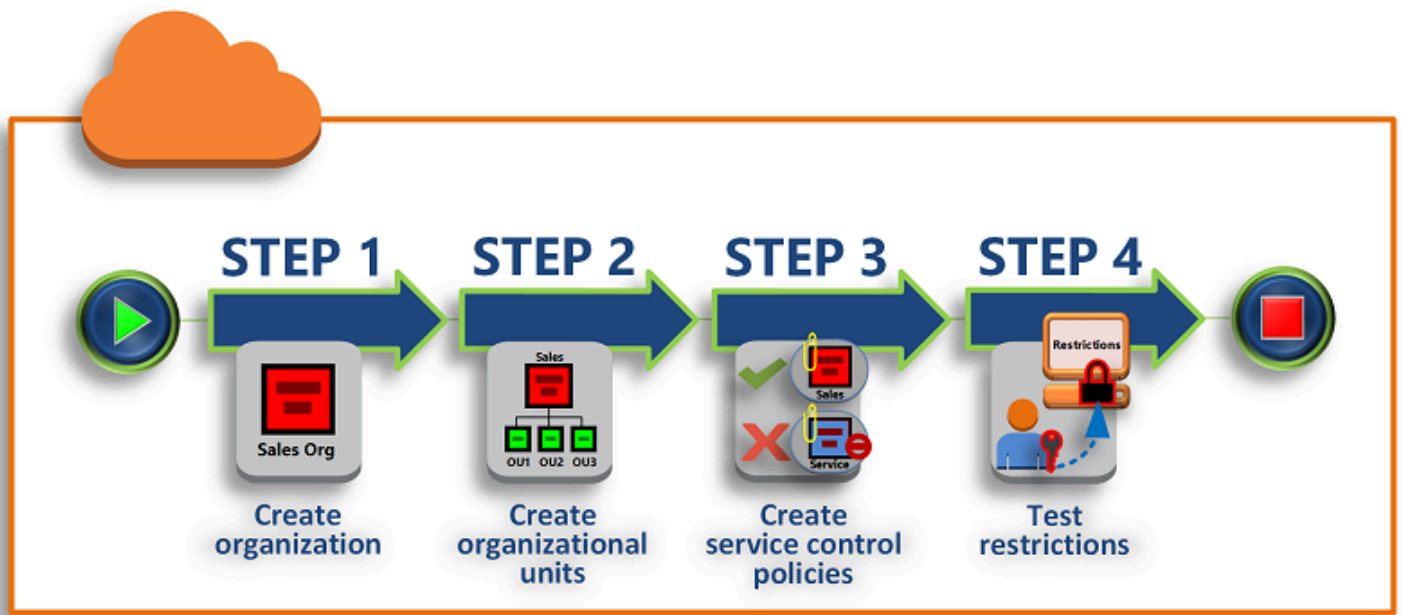 STEP 1
STEP 2
STEP 3
STEP 4
Sales Org
Sales
OU1 OU2 OU3
Sales
Service
Restrictions
Create
organization
Create
organizational
units
Create
service control
policies
Test
restrictions